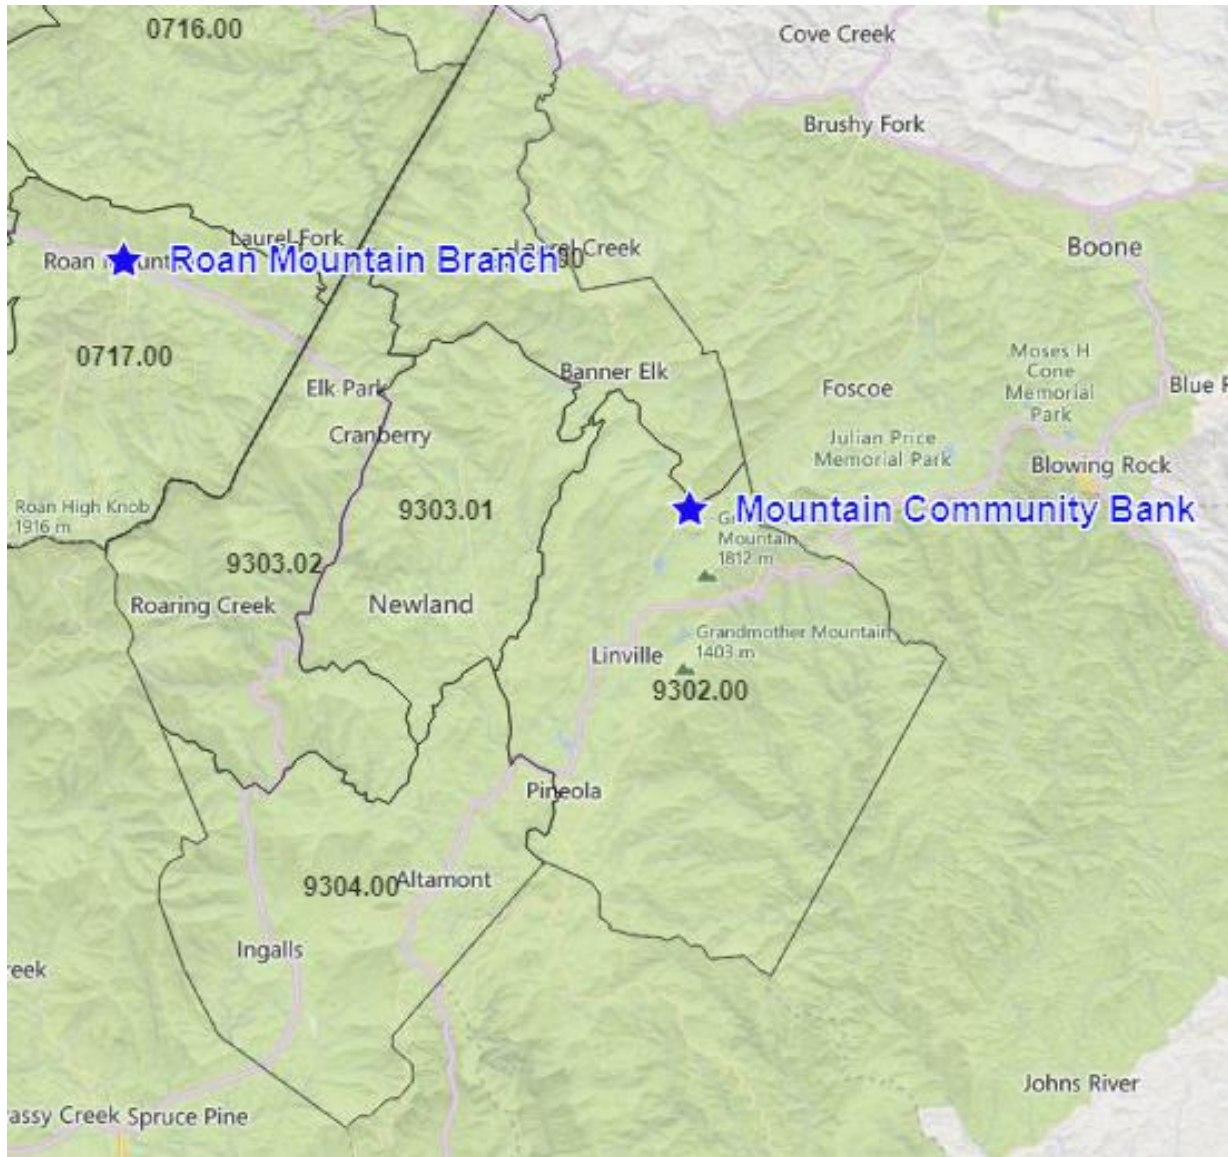 0716.00
Cove Creek
Brushy Fork
Laurel Fork
Laurel Creek
Boone
Roan Mountain Branch
0717.00
Moses H
Cone
Memorial
Park
Banner Elk
Elk Park
Foscoe
Blue
Cranberry
Julian Price
Memorial Park
Blowing Rock
Roan High Knob
1916 m
9303.01
Mountain Community Bank
Mountain
1812 m
9303.02
Roaring Creek
Newland
Grandmother Mountain
1403 m
Linville
9302.00
Pineola
9304.00
Altamont
Ingalls
reek
Johns River
assy Creek
Spruce Pine